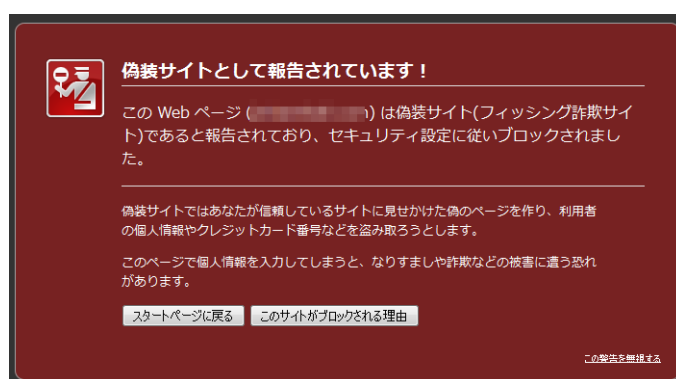 偽装サイトとして報告されています！
この Web ページ () は偽装サイト(フィッシング詐欺サイ
ト)であると報告されており、セキュリティ設定に従いブロックされまし
た。
偽装サイトではあなたが信頼しているサイトに見せかけた偽のページを作り、利用者
の個人情報やクレジットカード番号などを盗み取ろうとします。
このページで個人情報を入力してしまうと、なりすましや詐欺などの被害に遭う恐れ
があります。
スタートページに戻る このサイトがブロックされる理由
この警告を無視する